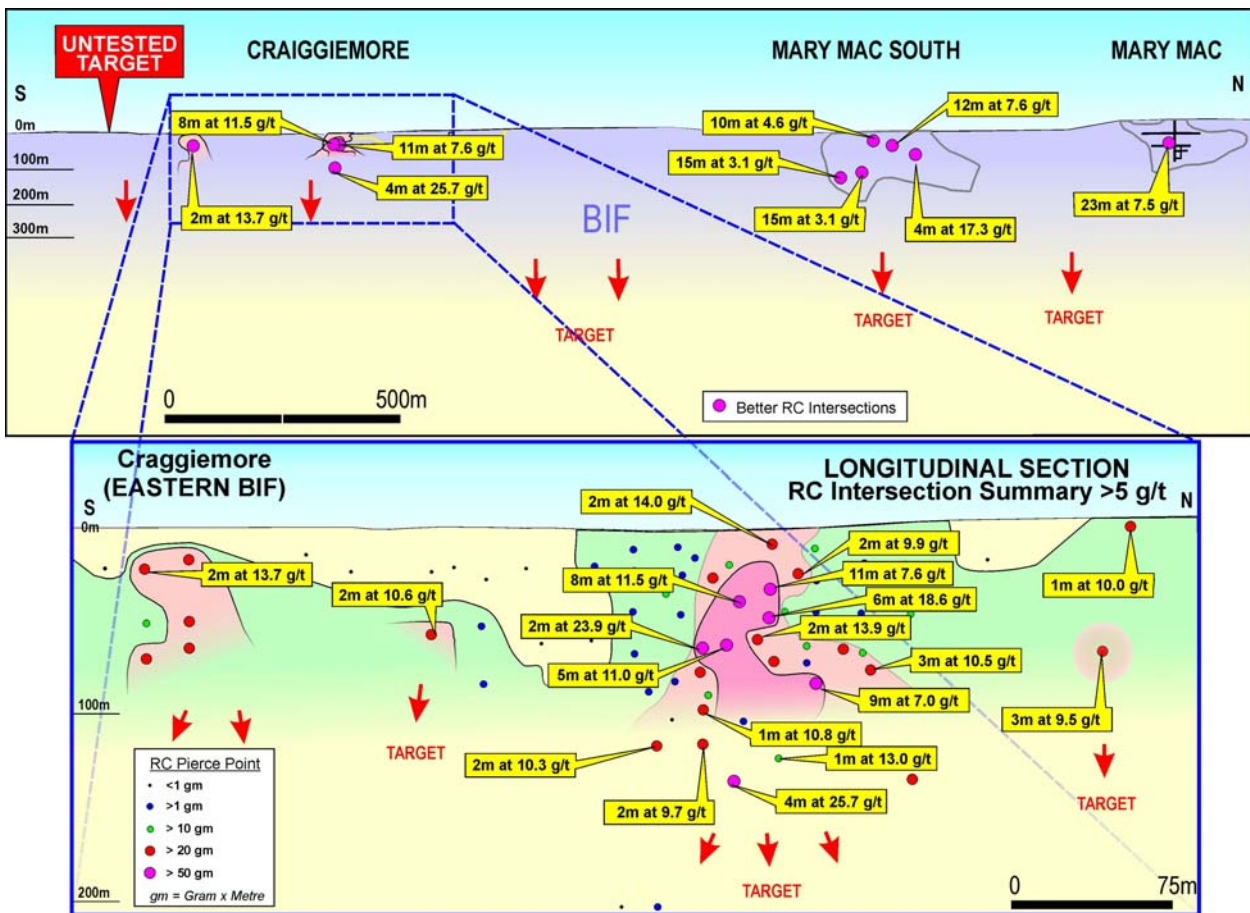 UNTESTED
TARGET
CRAIGGIEMORE
MARY MAC SOUTH
MARY MAC
S
N
0m
100m
200m
300m
8m at 11.5 g/t
11m at 7.6 g/t
4m at 25.7 g/t
2m at 13.7 g/t
10m at 4.6 g/t
12m at 7.6 g/t
15m at 3.1 g/t
15m at 3.1 g/t
4m at 17.3 g/t
23m at 7.5 g/t
BIF
TARGET
TARGET
TARGET
0
500m
Better RC Intersections
Craggiemore
(EASTERN BIF)
LONGITUDINAL SECTION
RC Intersection Summary >5 g/t
S
N
0m
100m
200m
2m at 14.0 g/t
2m at 9.9 g/t
2m at 13.7 g/t
8m at 11.5 g/t
11m at 7.6 g/t
1m at 10.0 g/t
2m at 10.6 g/t
6m at 18.6 g/t
2m at 23.9 g/t
2m at 13.9 g/t
5m at 11.0 g/t
3m at 10.5 g/t
9m at 7.0 g/t
3m at 9.5 g/t
1m at 10.8 g/t
2m at 10.3 g/t
1m at 13.0 g/t
2m at 9.7 g/t
4m at 25.7 g/t
TARGET
TARGET
TARGET
RC Pierce Point
<1 gm
>1 gm
> 10 gm
> 20 gm
> 50 gm
gm = Gram x Metre
0
75m